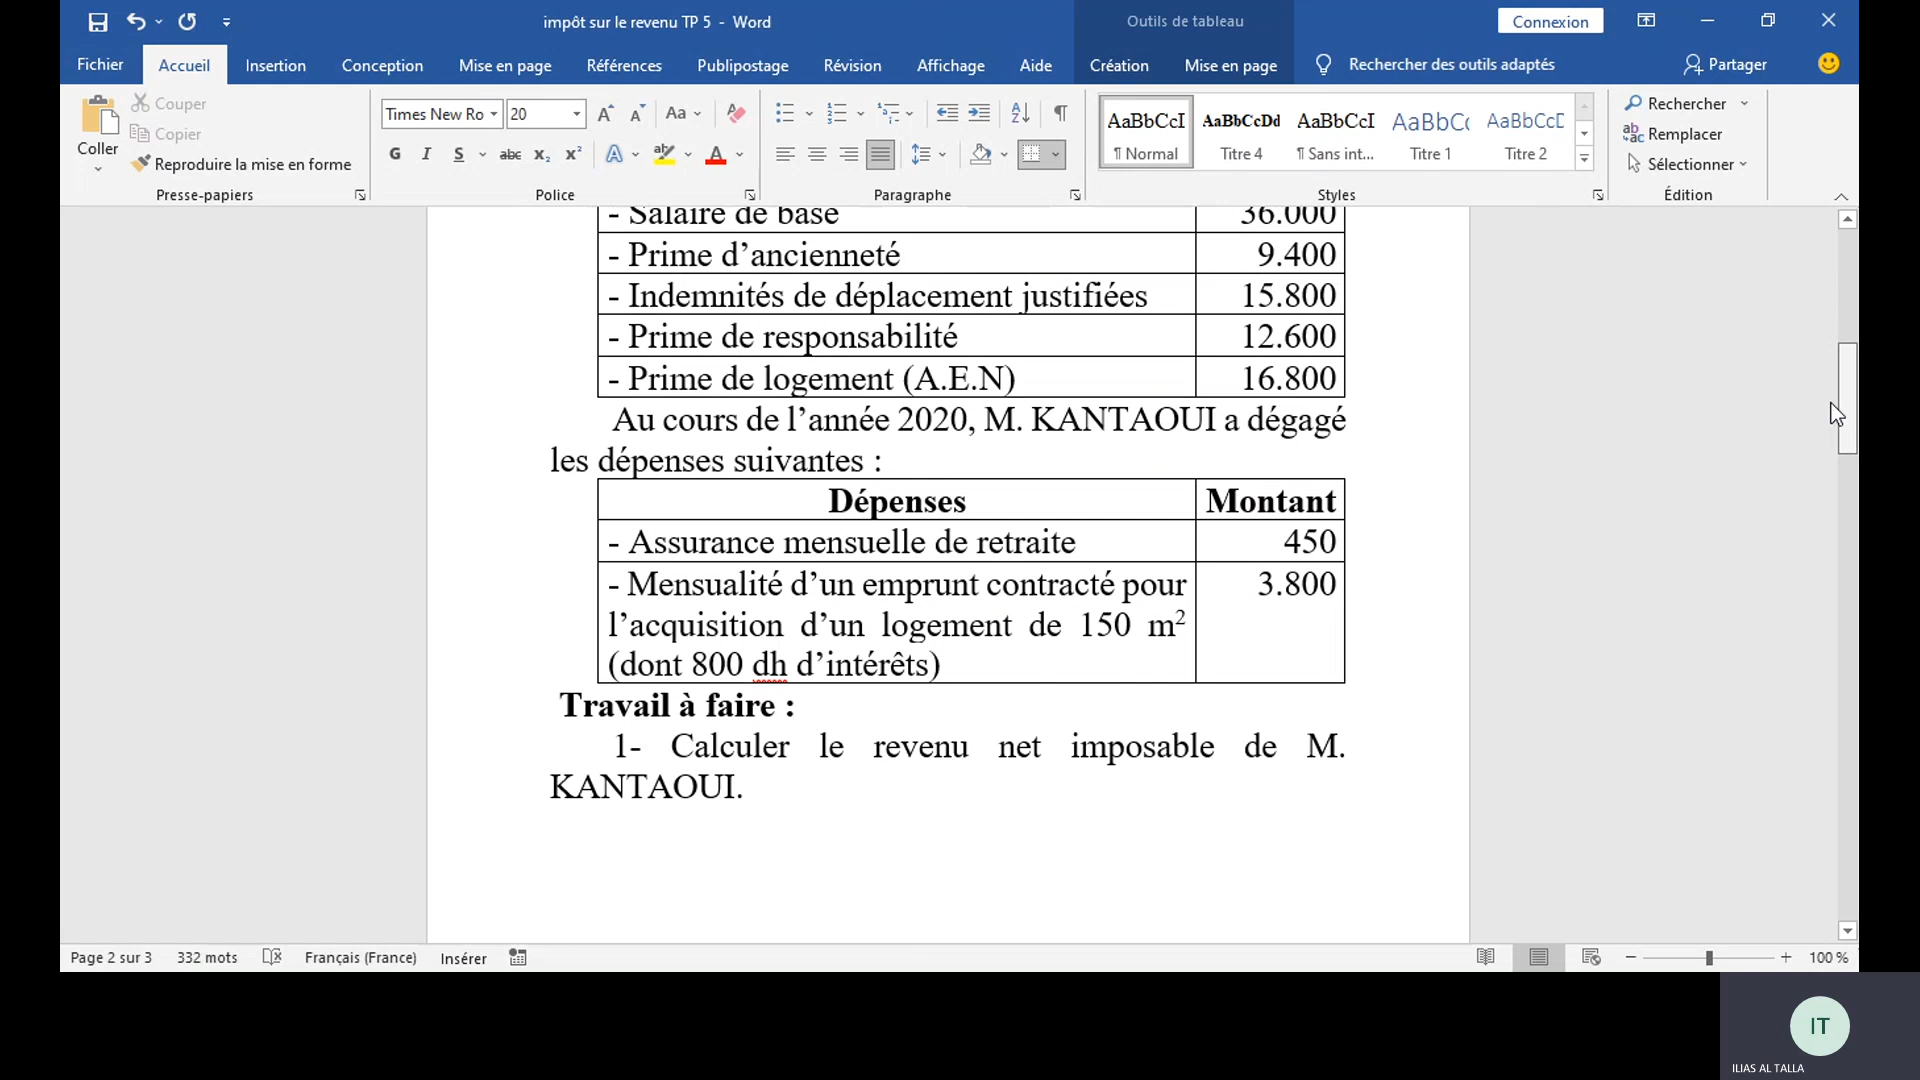 impôt sur le revenu TP 5 - Word
Outils de tableau
Connexion
Fichier Accueil Insertion Conception Mise en page Références Publipostage Révision Affichage Aide Création Mise en page Rechercher des outils adaptés Partager
Coller
Couper
Copier
Reproduire la mise en forme
Presse-papiers
Times New Ro 20
G I S abc x₂ x² A A
Aa
Police
Paragraphe
AaBbCcI AaBbCcDd AaBbCcI AaBbCc AaBbCcE
¶ Normal Titre 4 ¶ Sans int... Titre 1 Titre 2
Styles
Rechercher
Remplacer
Sélectionner
Édition
- Salaire de base 36.000
- Prime d’ancienneté 9.400
- Indemnités de déplacement justifiées 15.800
- Prime de responsabilité 12.600
- Prime de logement (A.E.N) 16.800
Au cours de l’année 2020, M. KANTAOUI a dégagé
les dépenses suivantes :
Dépenses Montant
- Assurance mensuelle de retraite 450
- Mensualité d’un emprunt contracté pour 3.800
l’acquisition d’un logement de 150 m²
(dont 800 dh d’intérêts)
Travail à faire :
1- Calculer le revenu net imposable de M.
KANTAOUI.
Page 2 sur 3 332 mots Français (France) Insérer 100 %
IT
ILIAS AL TALLA